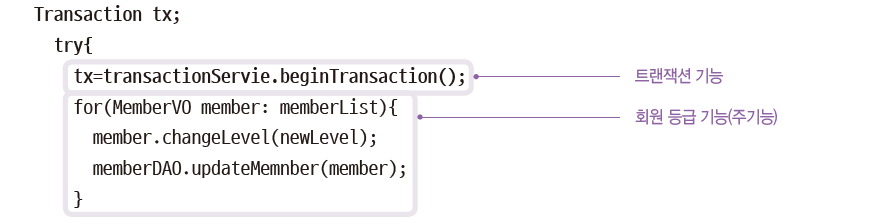 Transaction tx;
try{
tx=transactionServie.beginTransaction();
트랜잭션 기능
for(MemberVO member: memberList){
회원 등급 기능(주기능)
member.changeLevel(newLevel);
memberDAO.updateMemnber(member);
}